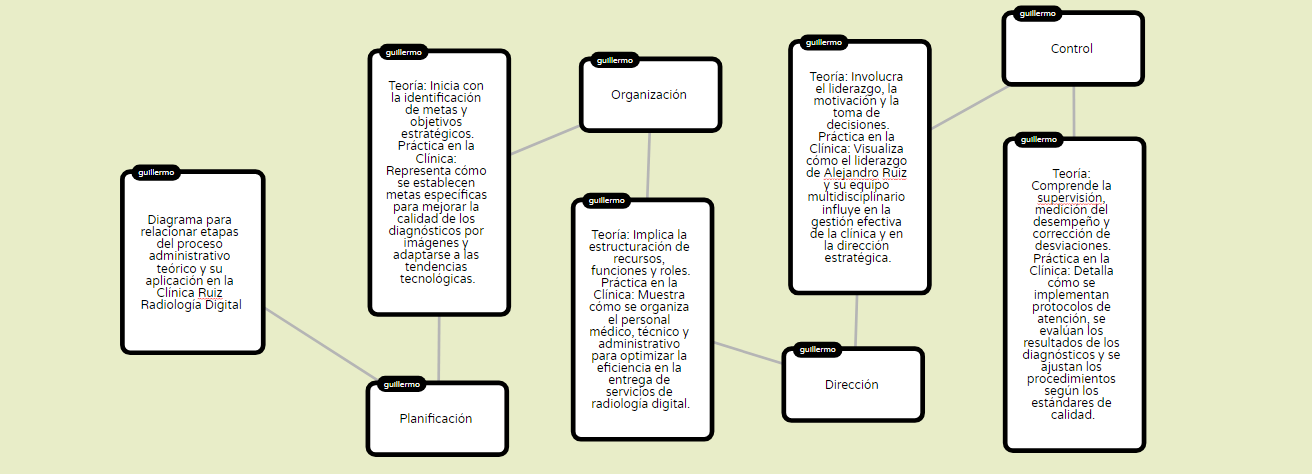 guillermo
Diagrama para
relacionar etapas
del proceso
administrativo
teórico y su
aplicación en la
Clínica Ruiz
Radiología Digital
guillermo
Planificación
guillermo
Teoría: Inicia con
la identificación
de metas y
objetivos
estratégicos.
Práctica en la
Clínica:
Representa cómo
se establecen
metas específicas
para mejorar la
calidad de los
diagnósticos por
imágenes y
adaptarse a las
tendencias
tecnológicas.
guillermo
Organización
guillermo
Teoría: Implica la
estructuración de
recursos,
funciones y roles.
Práctica en la
Clínica: Muestra
cómo se organiza
el personal
médico, técnico y
administrativo
para optimizar la
eficiencia en la
entrega de
servicios de
radiología digital.
guillermo
Dirección
guillermo
Teoría: Involucra
el liderazgo, la
motivación y la
toma de
decisiones.
Práctica en la
Clínica: Visualiza
cómo el liderazgo
de Alejandro Ruiz
y su equipo
multidisciplinario
influye en la
gestión efectiva
de la clínica y en
la dirección
estratégica.
guillermo
Control
guillermo
Teoría:
Comprende la
supervisión,
medición del
desempeño y
corrección de
desviaciones.
Práctica en la
Clínica: Detalla
cómo se
implementan
protocolos de
atención, se
evalúan los
resultados de los
diagnósticos y se
ajustan los
procedimientos
según los
estándares de
calidad.